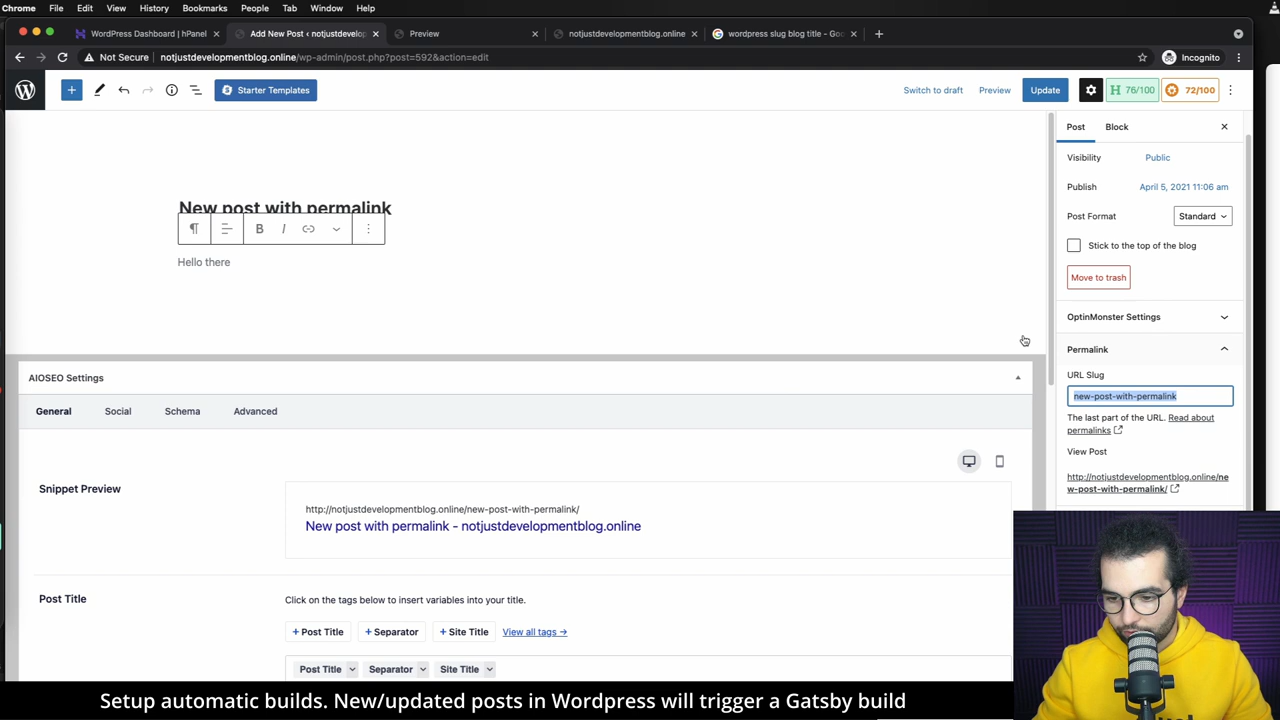 Chrome File Edit View History Bookmarks People Tab Window Help
WordPress Dashboard | hPanel
Add New Post ‹ notjustdevelop
Preview
notjustdevelopmentblog.online
wordpress slug blog title - Goo
Not Secure notjustdevelopmentblog.online/wp-admin/post.php?post=592&action=edit
Incognito
Starter Templates
Switch to draft
Preview
Update
H 76/100
72/100
Post
Block
Visibility
Public
Publish
April 5, 2021 11:06 am
Post Format
Standard
Stick to the top of the blog
Move to trash
OptinMonster Settings
Permalink
URL Slug
new-post-with-permalink
The last part of the URL. Read about
permalinks
View Post
http://notjustdevelopmentblog.online/ne
w-post-with-permalink/
New post with permalink
B I
Hello there
AIOSEO Settings
General Social Schema Advanced
Snippet Preview
http://notjustdevelopmentblog.online/new-post-with-permalink/
New post with permalink - notjustdevelopmentblog.online
Post Title
Click on the tags below to insert variables into your title.
+ Post Title + Separator + Site Title View all tags →
Post Title Separator Site Title
Setup automatic builds. New/updated posts in Wordpress will trigger a Gatsby build